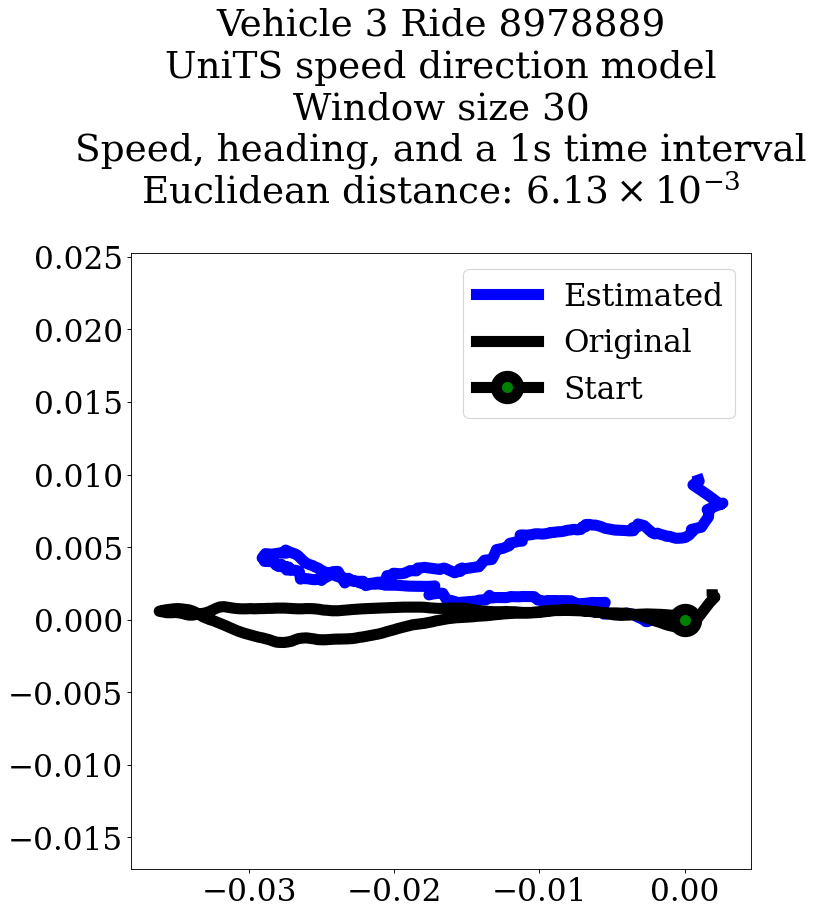 Vehicle 3 Ride 8978889
UniTS speed direction model
Window size 30
Speed, heading, and a 1s time interval
Euclidean distance: 6.13 × 10⁻³
0.025
0.020
0.015
0.010
0.005
0.000
−0.005
−0.010
−0.015
Estimated
Original
Start
−0.03 −0.02 −0.01 0.00